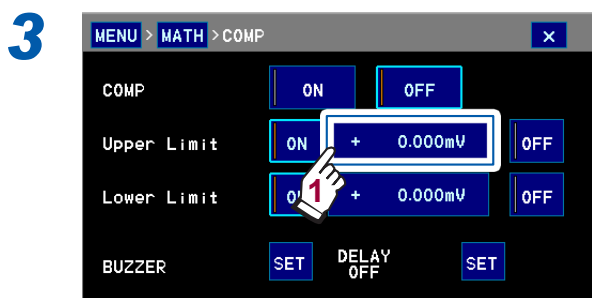 3
MENU > MATH > COMP ×
COMP ON OFF
Upper Limit ON + 0.000mV OFF
1
Lower Limit + 0.000mV OFF
BUZZER SET DELAY OFF SET